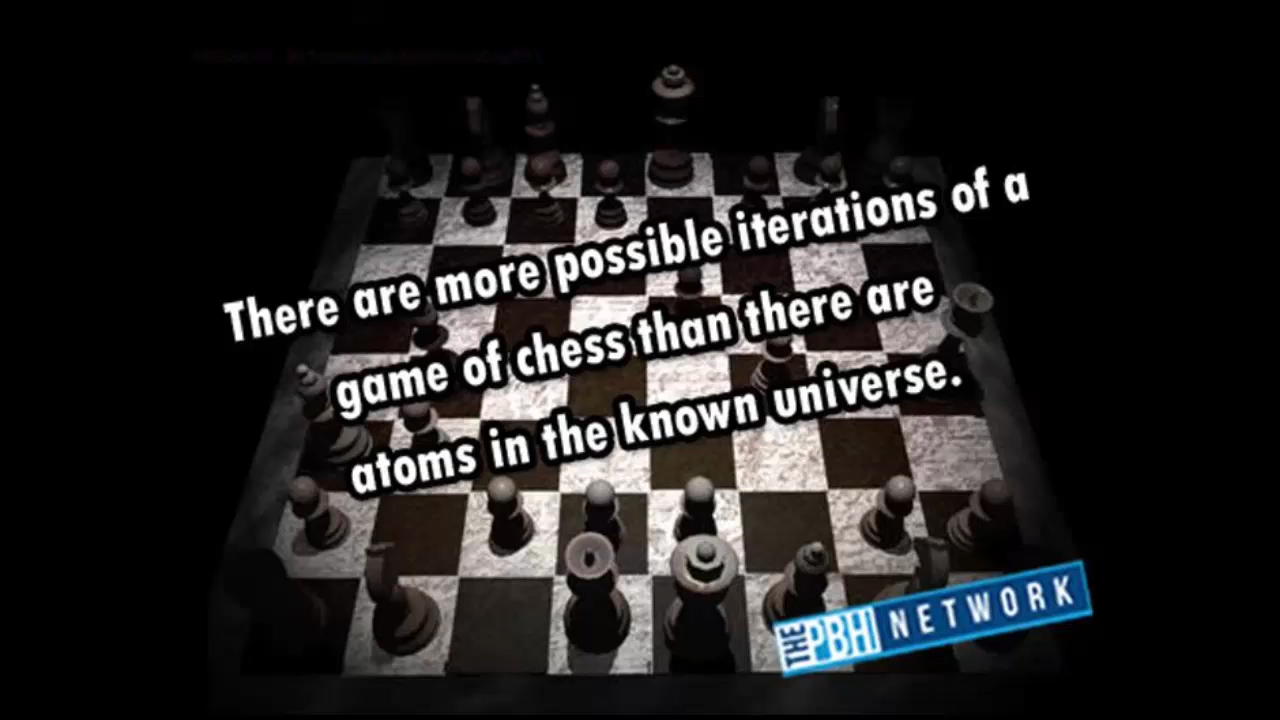 There are more possible iterations of a
game of chess than there are
atoms in the known universe.
THE PBH NETWORK